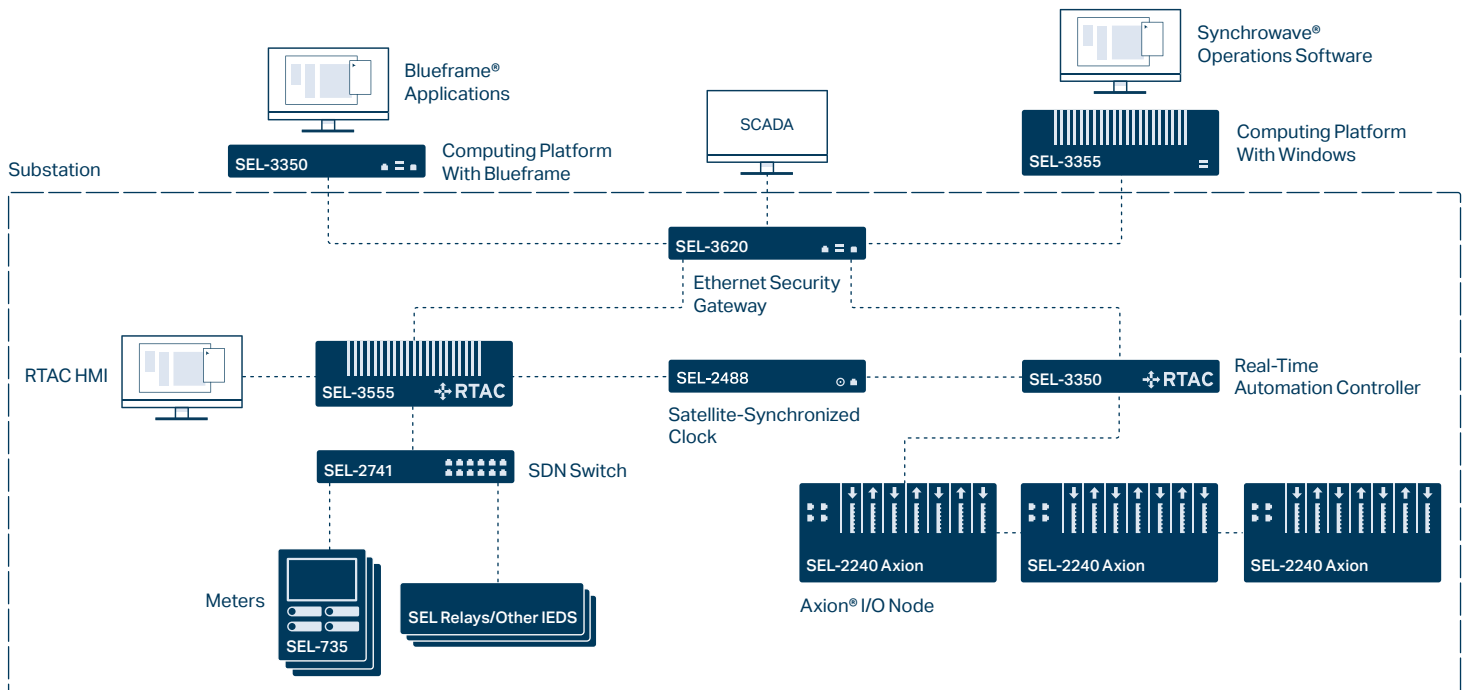 Blueframe®
Applications
SEL-3350
Computing Platform
With Blueframe
SCADA
Synchrowave®
Operations Software
SEL-3355
Computing Platform
With Windows
Substation
SEL-3620
Ethernet Security
Gateway
RTAC HMI
SEL-3555
RTAC
SEL-2488
Satellite-Synchronized
Clock
SEL-3350
RTAC
Real-Time
Automation Controller
SEL-2741
SDN Switch
SEL-2240 Axion
SEL-2240 Axion
SEL-2240 Axion
Axion® I/O Node
Meters
SEL-735
SEL Relays/Other IEDS